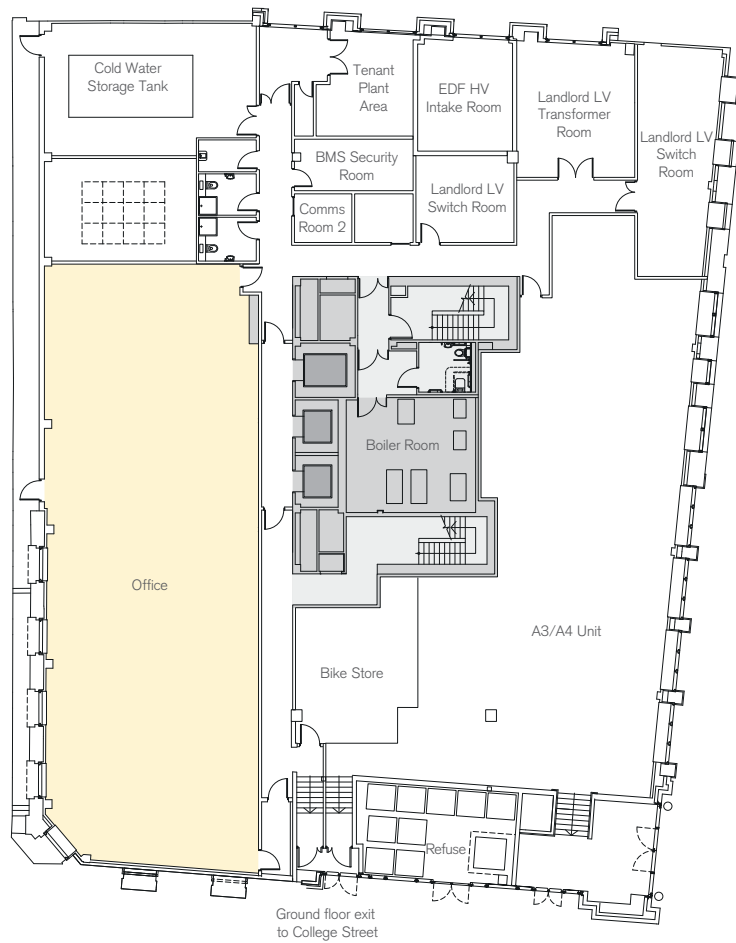 Cold Water
Storage Tank
Tenant
Plant
Area
EDF HV
Intake Room
Landlord LV
Transformer
Room
Landlord LV
Switch
Room
BMS Security
Room
Landlord LV
Switch Room
Comms
Room 2
Boiler Room
Office
A3/A4 Unit
Bike Store
Refuse
Ground floor exit
to College Street